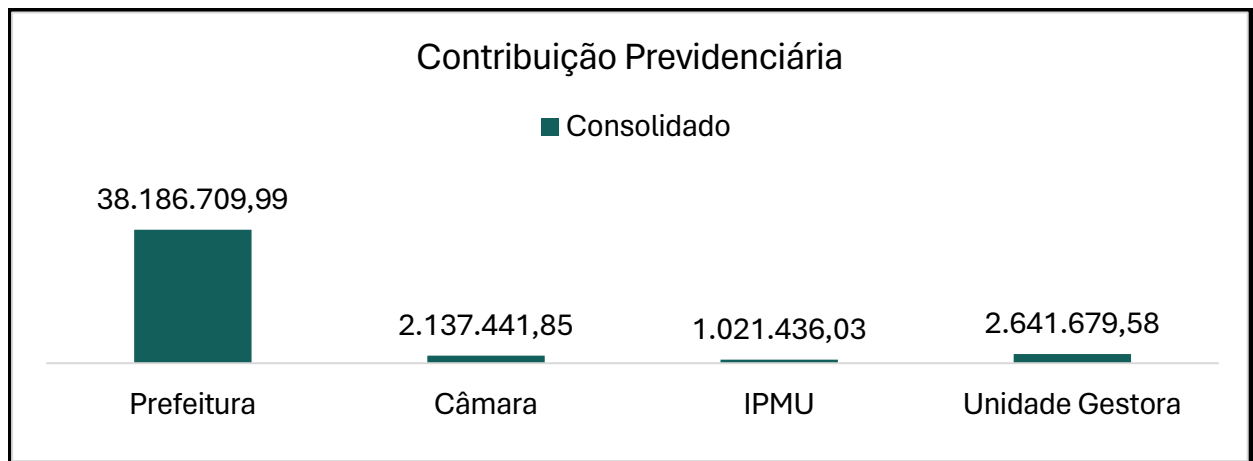 Contribuição Previdenciária
Consolidado
38.186.709,99
2.137.441,85
1.021.436,03
2.641.679,58
Prefeitura
Câmara
IPMU
Unidade Gestora